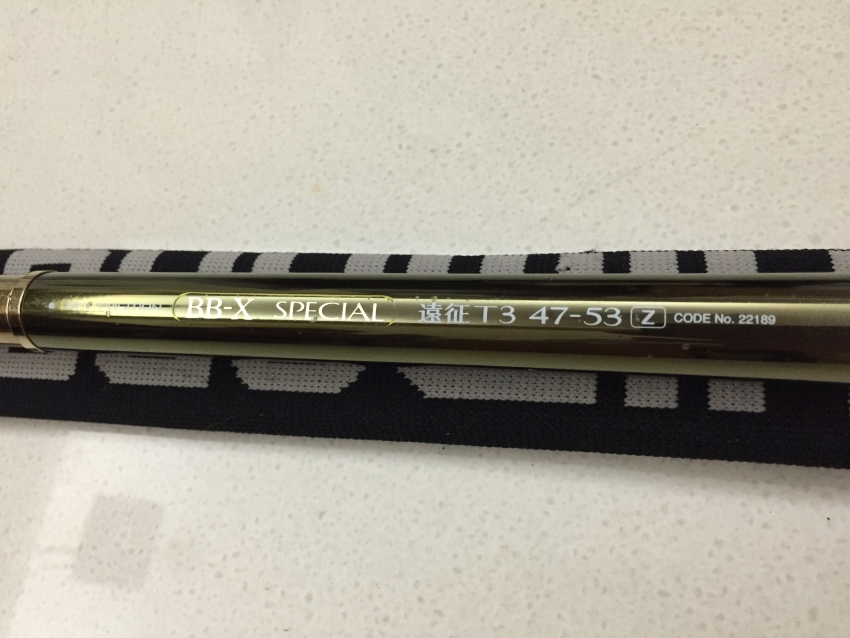 BB-X SPECIAL 遠征 T3 47-53 Z CODE No. 22189